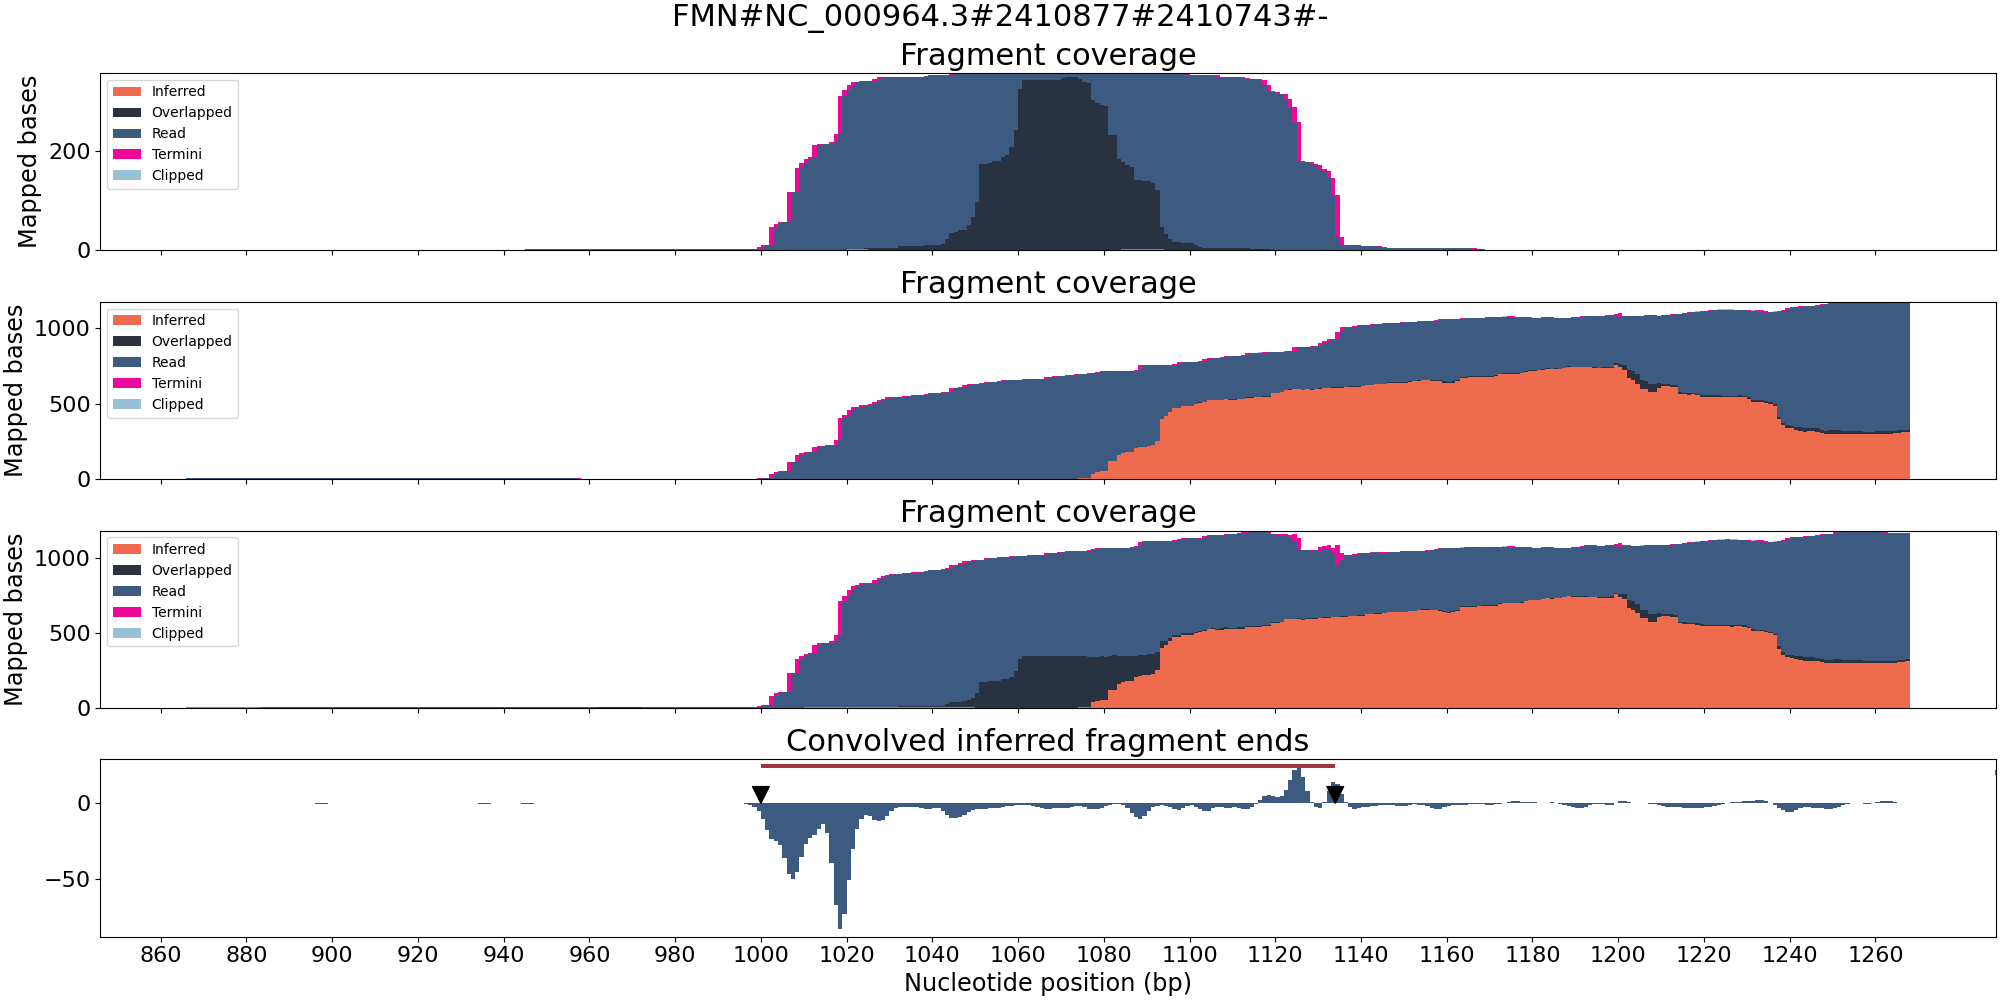 FMN#NC_000964.3#2410877#2410743#-
Fragment coverage
Mapped bases
200
0
Inferred
Overlapped
Read
Termini
Clipped
Fragment coverage
Mapped bases
1000
500
0
Inferred
Overlapped
Read
Termini
Clipped
Fragment coverage
Mapped bases
1000
500
0
Inferred
Overlapped
Read
Termini
Clipped
Convolved inferred fragment ends
0
−50
860 880 900 920 940 960 980 1000 1020 1040 1060 1080 1100 1120 1140 1160 1180 1200 1220 1240 1260
Nucleotide position (bp)